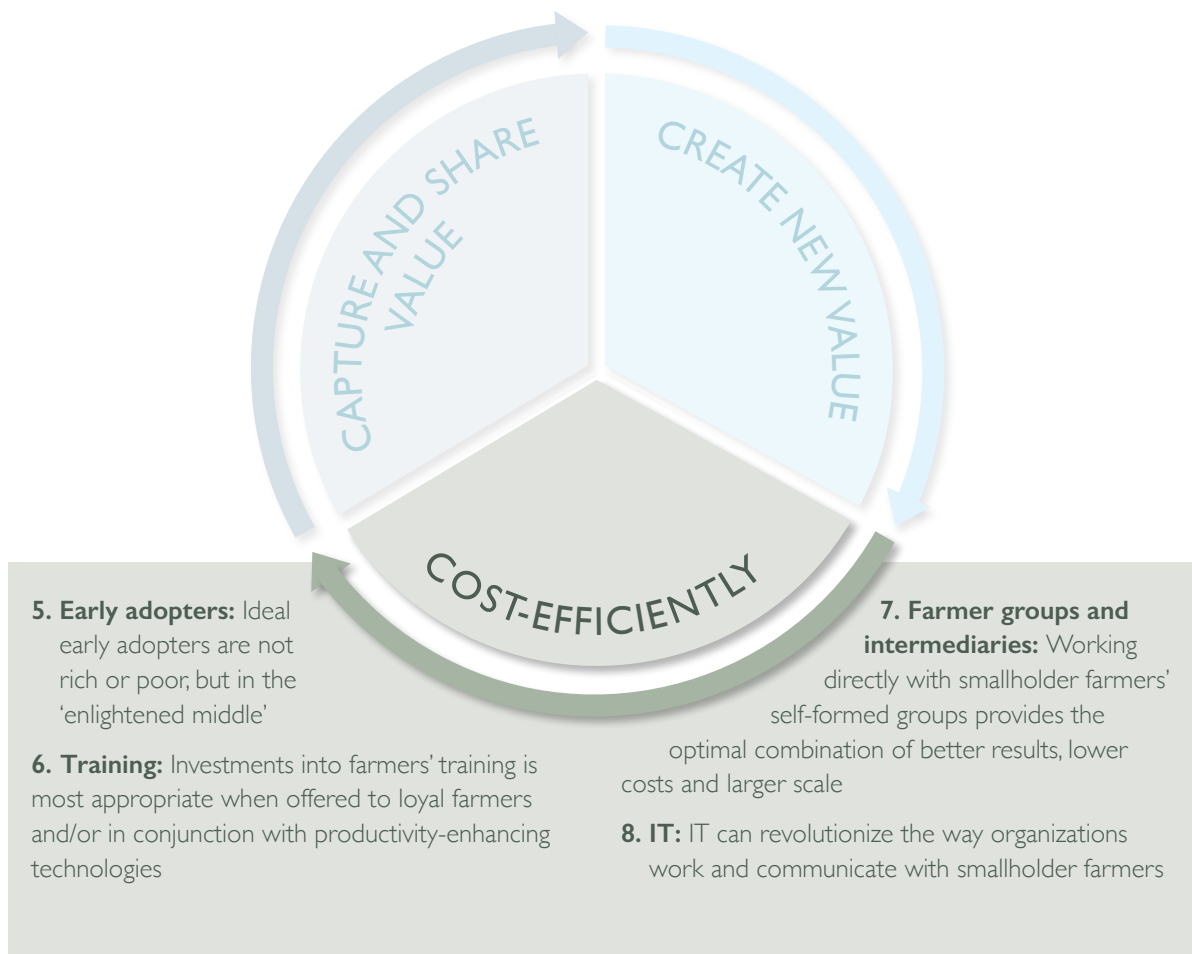 CAPTURE AND SHARE
VALUE
CREATE NEW VALUE
COST-EFFICIENTLY
5. Early adopters: Ideal
early adopters are not
rich or poor, but in the
‘enlightened middle’
6. Training: Investments into farmers’ training is
most appropriate when offered to loyal farmers
and/or in conjunction with productivity-enhancing
technologies
7. Farmer groups and
intermediaries: Working
directly with smallholder farmers’
self-formed groups provides the
optimal combination of better results, lower
costs and larger scale
8. IT: IT can revolutionize the way organizations
work and communicate with smallholder farmers